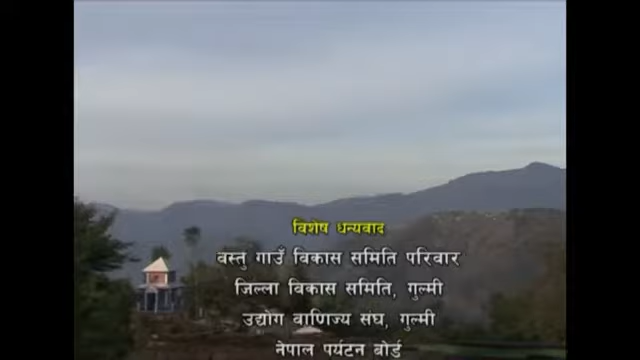 विशेष धन्यवाद
वस्तु गाउँ विकास समिति परिवार
जिल्ला विकास समिति, गुल्मी
उद्योग वाणिज्य संघ, गुल्मी
नेपाल पर्यटन बोर्ड